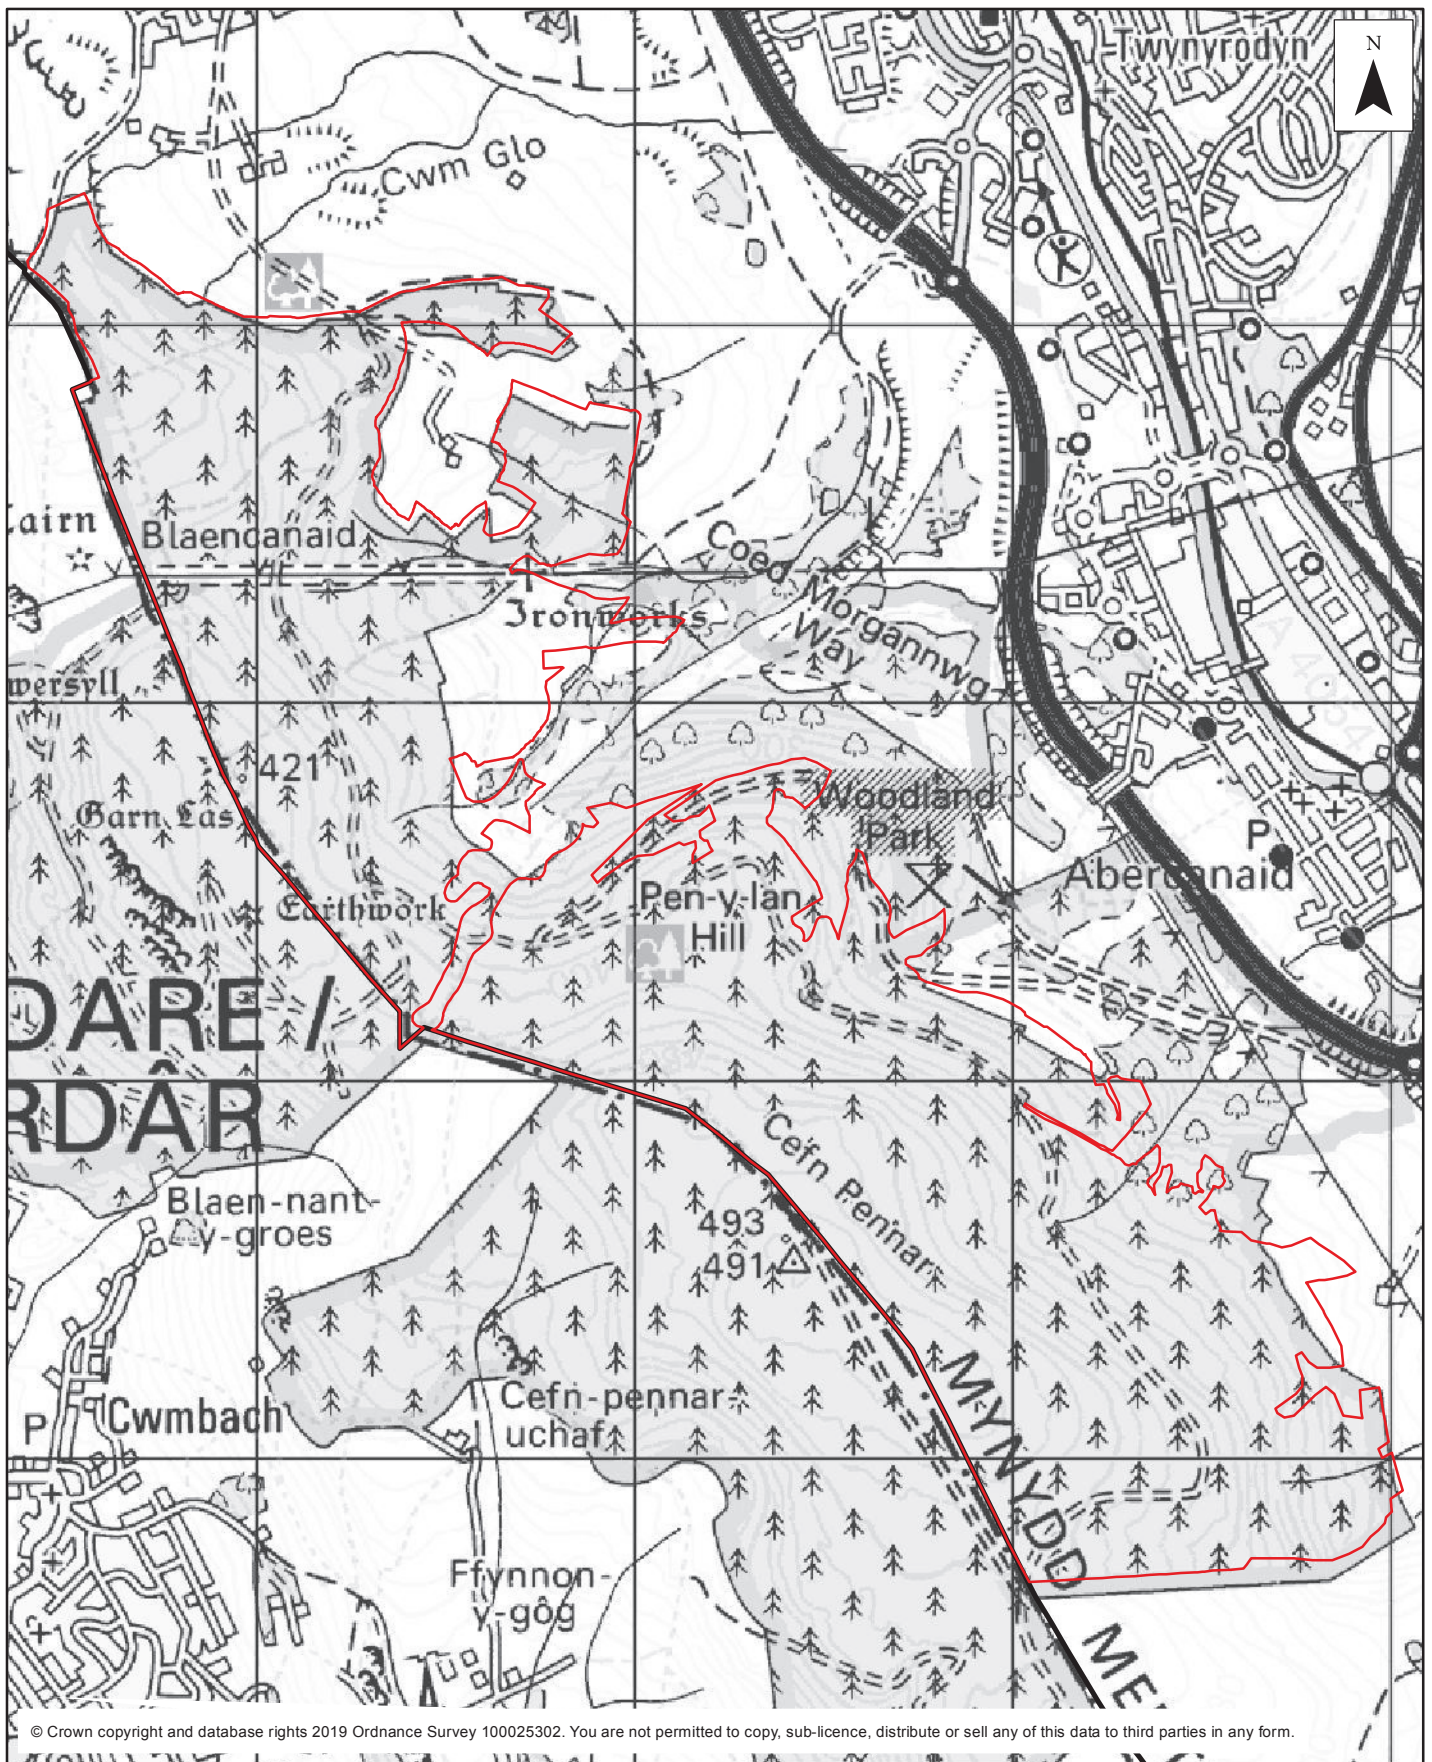 Twynyrodyn
N
Cwm Glo
airn
Blaencanaid
Coed
Morgannwg
Way
Ironworks
wersyll
421
Garn Las
Woodland
Park
P
Abercanaid
Earthwork
Pen-y-lan
Hill
DARE /
RDÂR
Cefn Pennar
Blaen-nant-
y-groes
493
491
MYNYDD
Cefn-pennar-
uchaf
P
Cwmbach
Ffynnon-
y-gôg
ME
© Crown copyright and database rights 2019 Ordnance Survey 100025302. You are not permitted to copy, sub-licence, distribute or sell any of this data to third parties in any form.